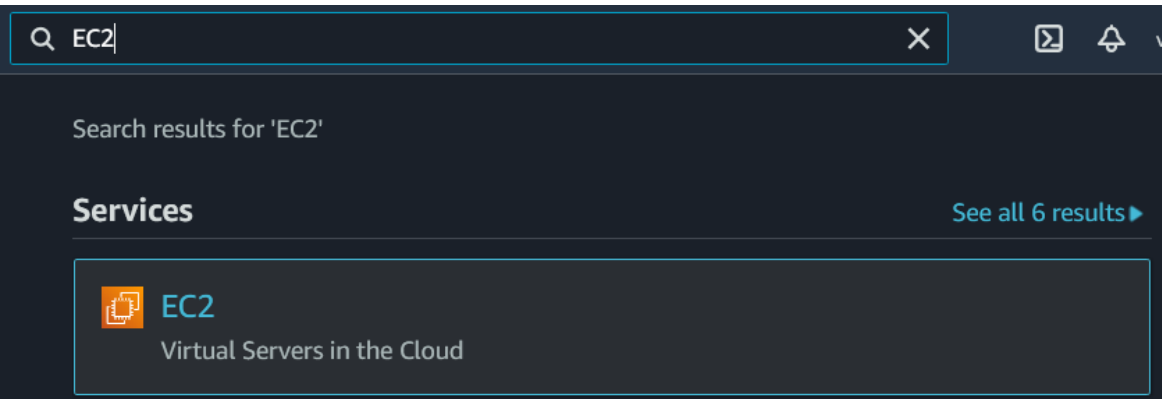 EC2
Search results for 'EC2'
Services
See all 6 results
EC2
Virtual Servers in the Cloud